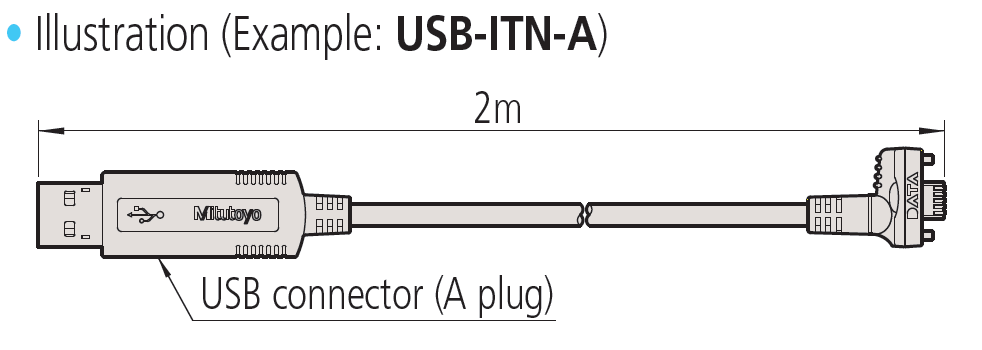 • Illustration (Example: USB-ITN-A)
2m
Mitutoyo
DATA
USB connector (A plug)